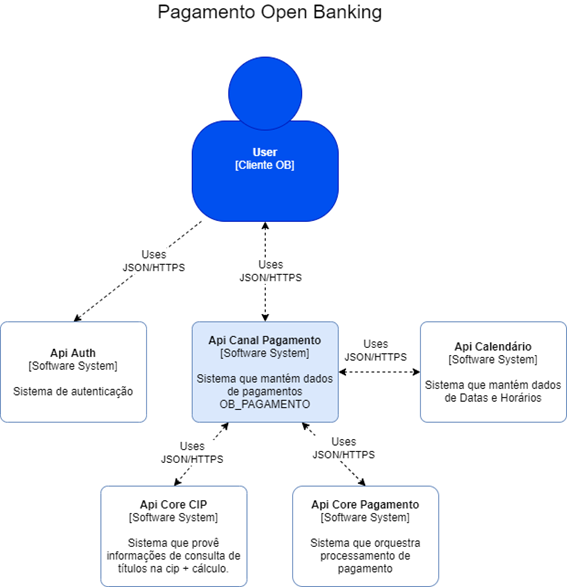 Pagamento Open Banking
User
[Cliente OB]
Uses
JSON/HTTPS
Uses
JSON/HTTPS
Api Auth
[Software System]
Sistema de autenticação
Api Canal Pagamento
[Software System]
Sistema que mantém dados
de pagamentos
OB_PAGAMENTO
Uses
JSON/HTTPS
Api Calendário
[Software System]
Sistema que mantém dados
de Datas e Horários
Uses
JSON/HTTPS
Uses
JSON/HTTPS
Api Core CIP
[Software System]
Sistema que provê
informações de consulta de
títulos na cip + cálculo.
Api Core Pagamento
[Software System]
Sistema que orquestra
processamento de
pagamento